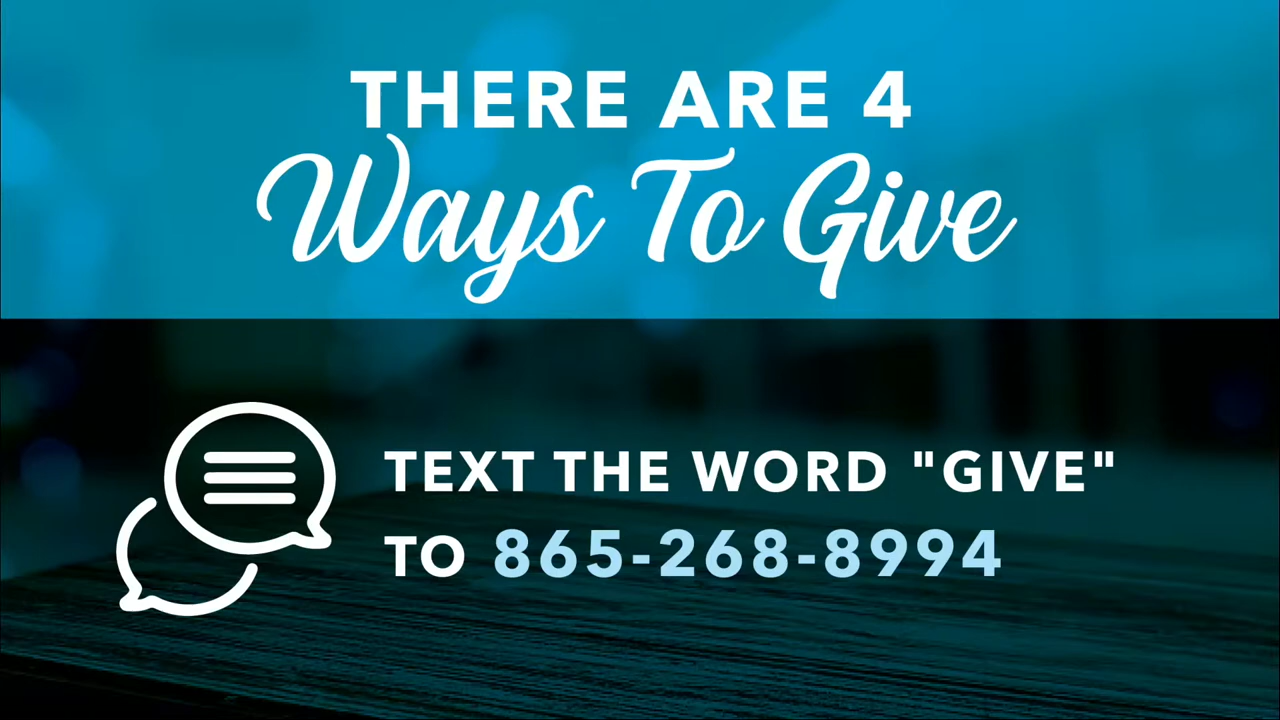 THERE ARE 4
Ways To Give
TEXT THE WORD "GIVE"
TO 865-268-8994